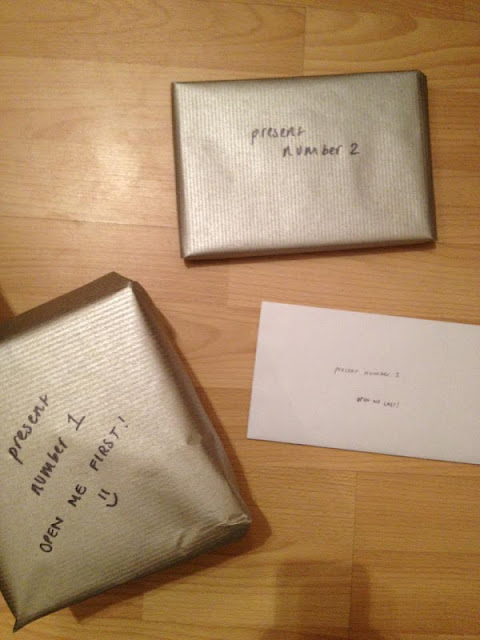 present
number 2
present
number 1
OPEN ME FIRST!
present number 3
OPEN ME LAST!